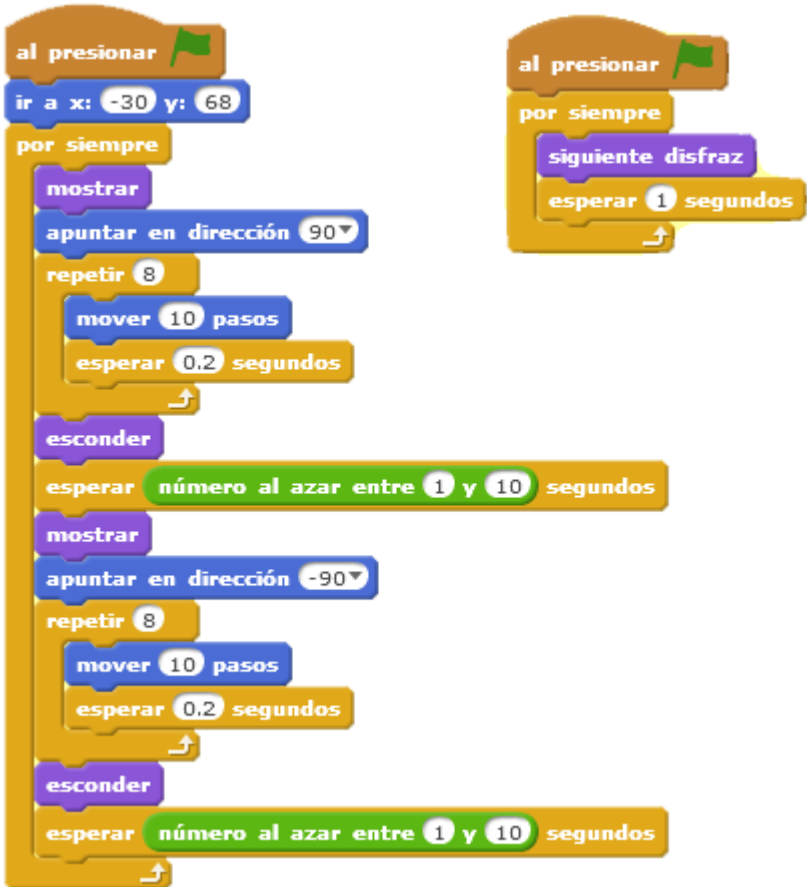 al presionar
ir a x: -30 y: 68
por siempre
mostrar
apuntar en dirección 90
repetir 8
mover 10 pasos
esperar 0.2 segundos
esconder
esperar número al azar entre 1 y 10 segundos
mostrar
apuntar en dirección -90
repetir 8
mover 10 pasos
esperar 0.2 segundos
esconder
esperar número al azar entre 1 y 10 segundos
al presionar
por siempre
siguiente disfraz
esperar 1 segundos